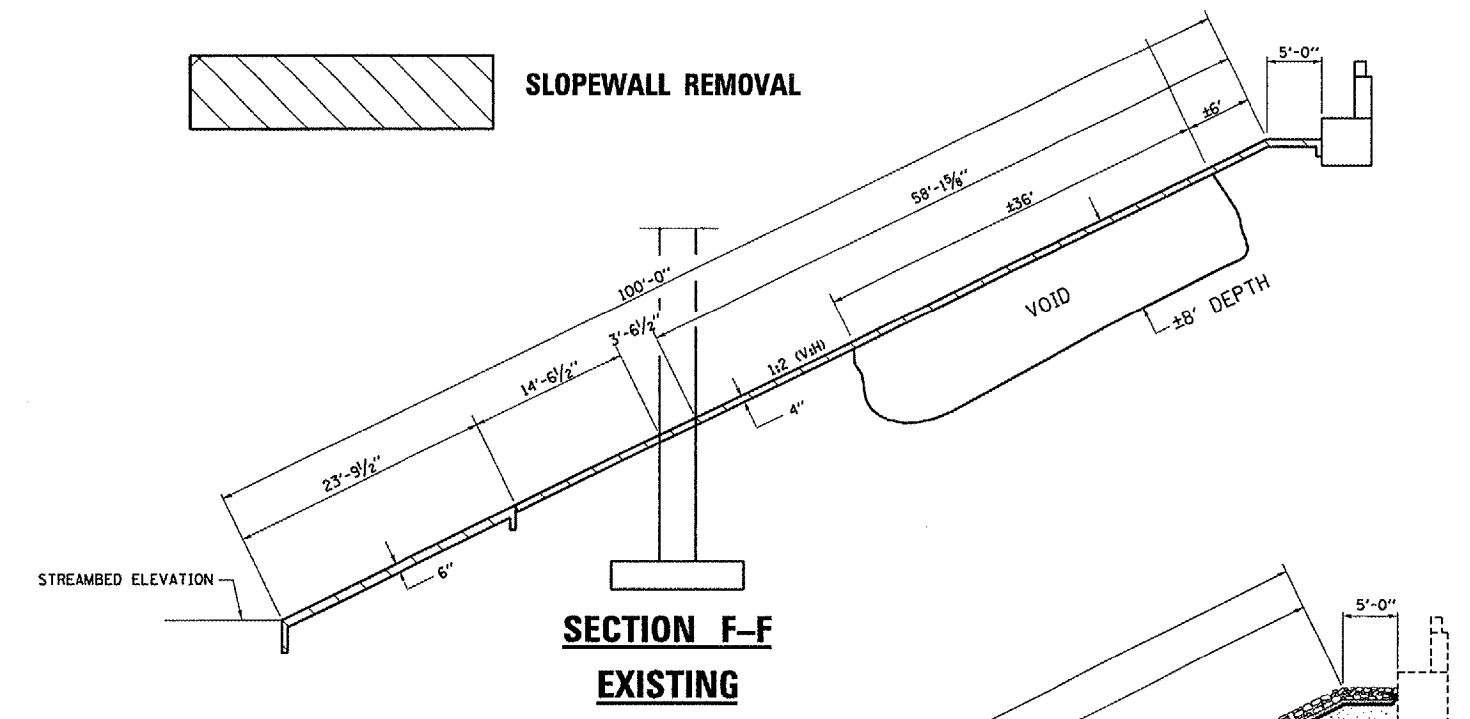 SLOPEWALL REMOVAL
5'-0"
±6'
58'-1⅝"
±36'
100'-0"
3'-6½"
14'-6½"
23'-9½"
1:2 (V:H)
4"
VOID
±8' DEPTH
6"
STREAMBED ELEVATION
SECTION F–F
EXISTING
5'-0"